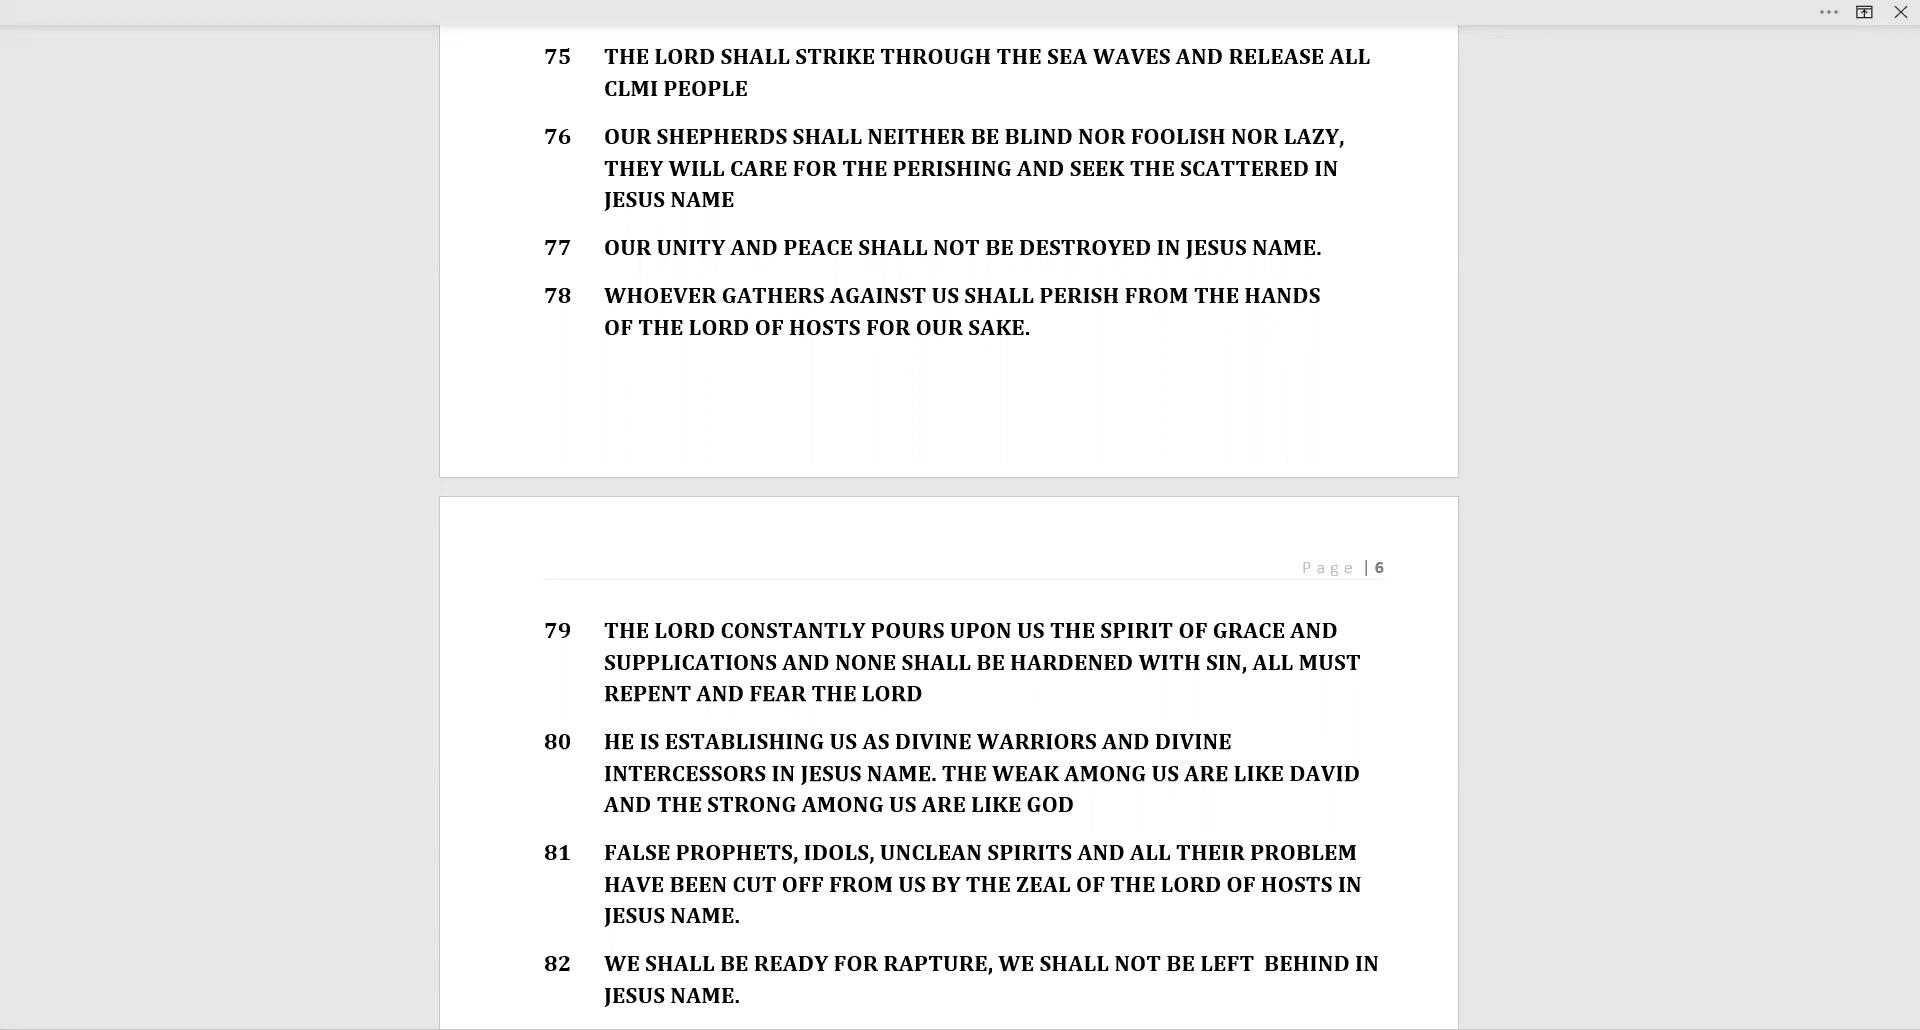 75 THE LORD SHALL STRIKE THROUGH THE SEA WAVES AND RELEASE ALL
CLMI PEOPLE
76 OUR SHEPHERDS SHALL NEITHER BE BLIND NOR FOOLISH NOR LAZY,
THEY WILL CARE FOR THE PERISHING AND SEEK THE SCATTERED IN
JESUS NAME
77 OUR UNITY AND PEACE SHALL NOT BE DESTROYED IN JESUS NAME.
78 WHOEVER GATHERS AGAINST US SHALL PERISH FROM THE HANDS
OF THE LORD OF HOSTS FOR OUR SAKE.
Page | 6
79 THE LORD CONSTANTLY POURS UPON US THE SPIRIT OF GRACE AND
SUPPLICATIONS AND NONE SHALL BE HARDENED WITH SIN, ALL MUST
REPENT AND FEAR THE LORD
80 HE IS ESTABLISHING US AS DIVINE WARRIORS AND DIVINE
INTERCESSORS IN JESUS NAME. THE WEAK AMONG US ARE LIKE DAVID
AND THE STRONG AMONG US ARE LIKE GOD
81 FALSE PROPHETS, IDOLS, UNCLEAN SPIRITS AND ALL THEIR PROBLEM
HAVE BEEN CUT OFF FROM US BY THE ZEAL OF THE LORD OF HOSTS IN
JESUS NAME.
82 WE SHALL BE READY FOR RAPTURE, WE SHALL NOT BE LEFT  BEHIND IN
JESUS NAME.